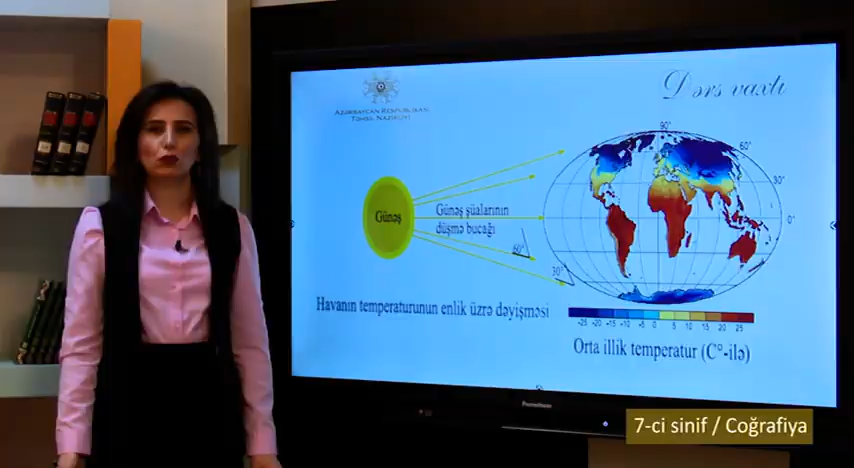 Dərs vaxtı
AZƏRBAYCAN RESPUBLİKASI
TƏHSİL NAZİRLİYİ
90°
60°
30°
0°
Günəş
Günəş şüalarının
düşmə bucağı
60°
30°
Havanın temperaturunun enlik üzrə dəyişməsi
-25 -20 -15 -10 -5 0 5 10 15 20 25
Orta illik temperatur (C°-ilə)
Promethean
7-ci sinif / Coğrafiya